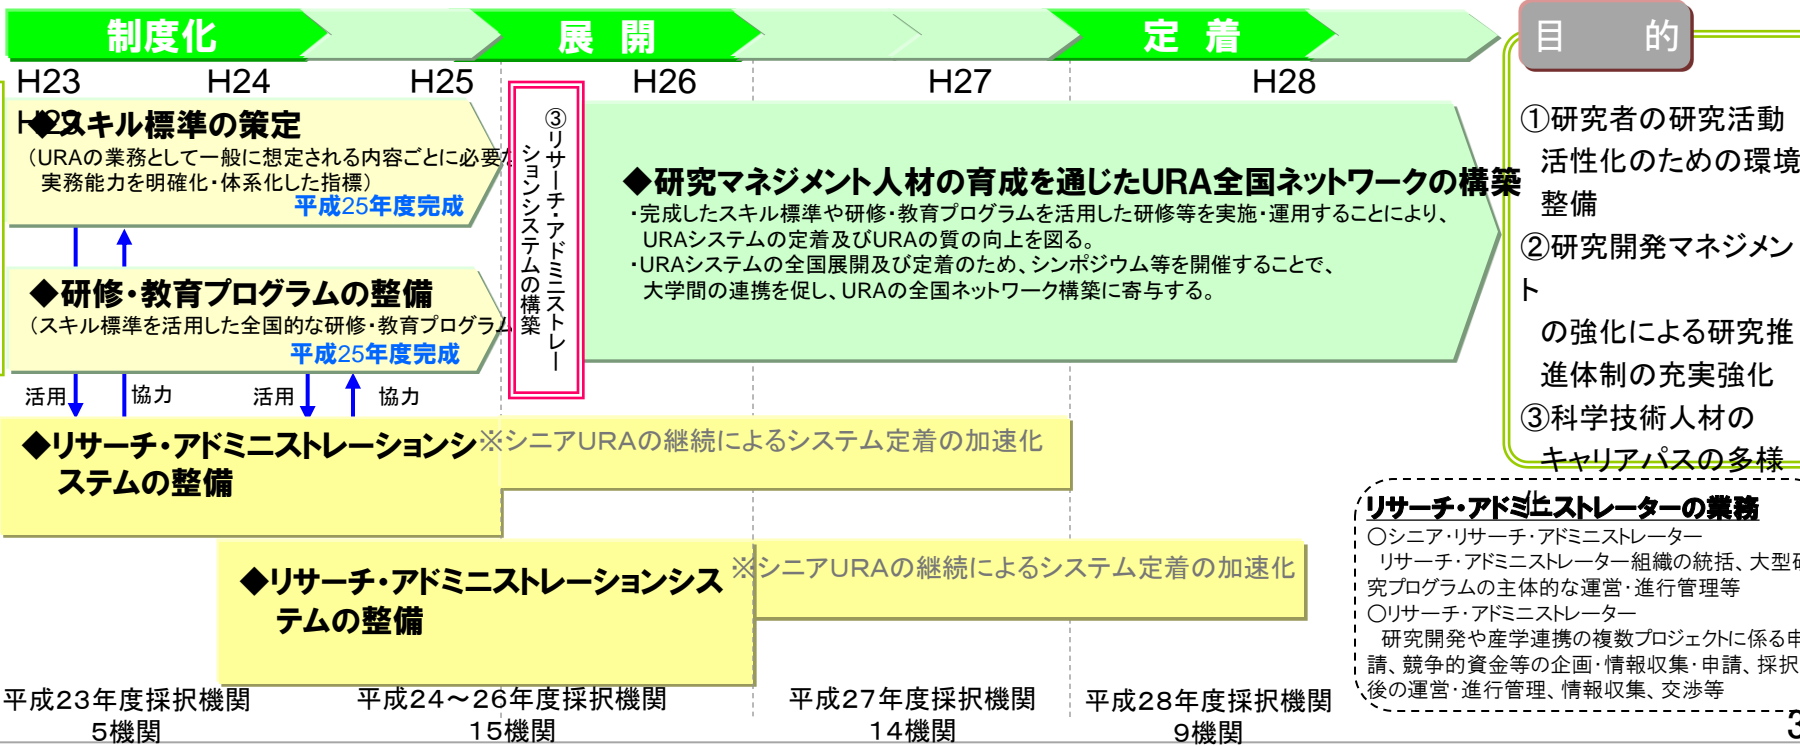 制度化
展 開
定 着
目 的
H23 H24 H25 H26 H27 H28
H29
◆スキル標準の策定
（URAの業務として一般に想定される内容ごとに必要な
実務能力を明確化・体系化した指標）
平成25年度完成
◆研修・教育プログラムの整備
（スキル標準を活用した全国的な研修・教育プログラム
平成25年度完成
活用 協力 活用 協力
③リサーチ・アドミニストレー
ションシステムの構築
◆研究マネジメント人材の育成を通じたURA全国ネットワークの構築
・完成したスキル標準や研修・教育プログラムを活用した研修等を実施・運用することにより、
URAシステムの定着及びURAの質の向上を図る。
・URAシステムの全国展開及び定着のため、シンポジウム等を開催することで、
大学間の連携を促し、URAの全国ネットワーク構築に寄与する。
◆リサーチ・アドミニストレーションシ
ステムの整備
※シニアURAの継続によるシステム定着の加速化
◆リサーチ・アドミニストレーションシス
テムの整備
※シニアURAの継続によるシステム定着の加速化
平成23年度採択機関
5機関
平成24～26年度採択機関
15機関
平成27年度採択機関
14機関
平成28年度採択機関
9機関
①研究者の研究活動
活性化のための環境
整備
②研究開発マネジメン
ト
の強化による研究推
進体制の充実強化
③科学技術人材の
キャリアパスの多様
化
リサーチ・アドミニストレーターの業務
○シニア・リサーチ・アドミニストレーター
リサーチ・アドミニストレーター組織の統括、大型研
究プログラムの主体的な運営・進行管理等
○リサーチ・アドミニストレーター
研究開発や産学連携の複数プロジェクトに係る申
請、競争的資金等の企画・情報収集・申請、採択
後の運営・進行管理、情報収集、交渉等
3